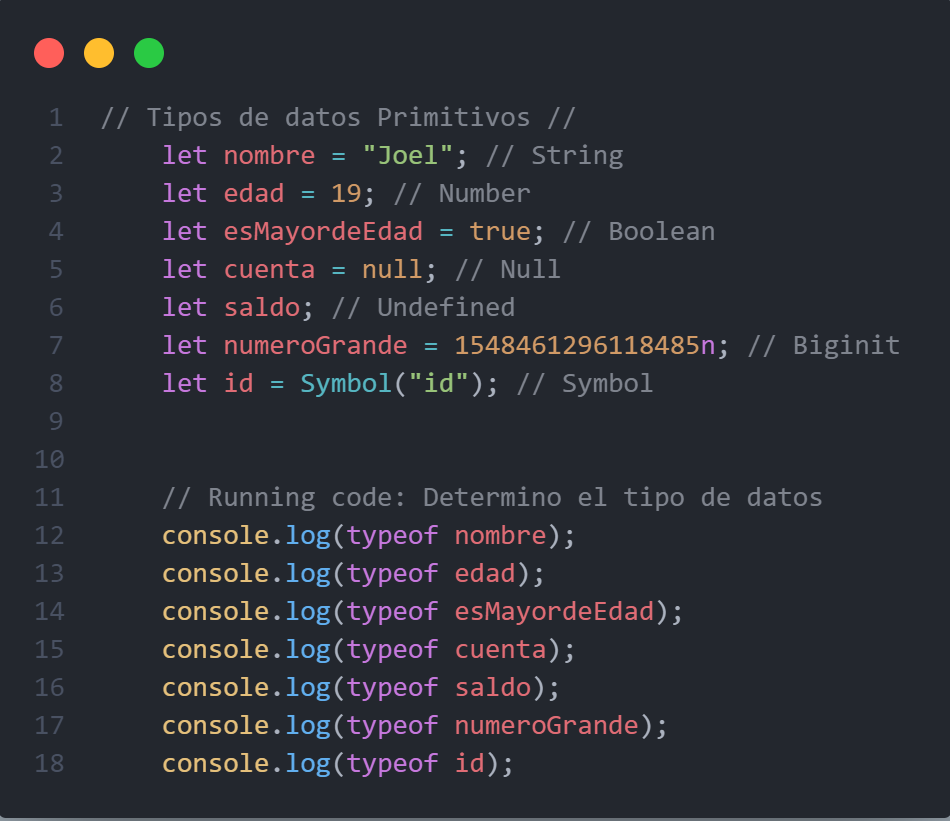 1 // Tipos de datos Primitivos //
2 let nombre = "Joel"; // String
3 let edad = 19; // Number
4 let esMayordeEdad = true; // Boolean
5 let cuenta = null; // Null
6 let saldo; // Undefined
7 let numeroGrande = 1548461296118485n; // Biginit
8 let id = Symbol("id"); // Symbol
9
10
11 // Running code: Determino el tipo de datos
12 console.log(typeof nombre);
13 console.log(typeof edad);
14 console.log(typeof esMayordeEdad);
15 console.log(typeof cuenta);
16 console.log(typeof saldo);
17 console.log(typeof numeroGrande);
18 console.log(typeof id);